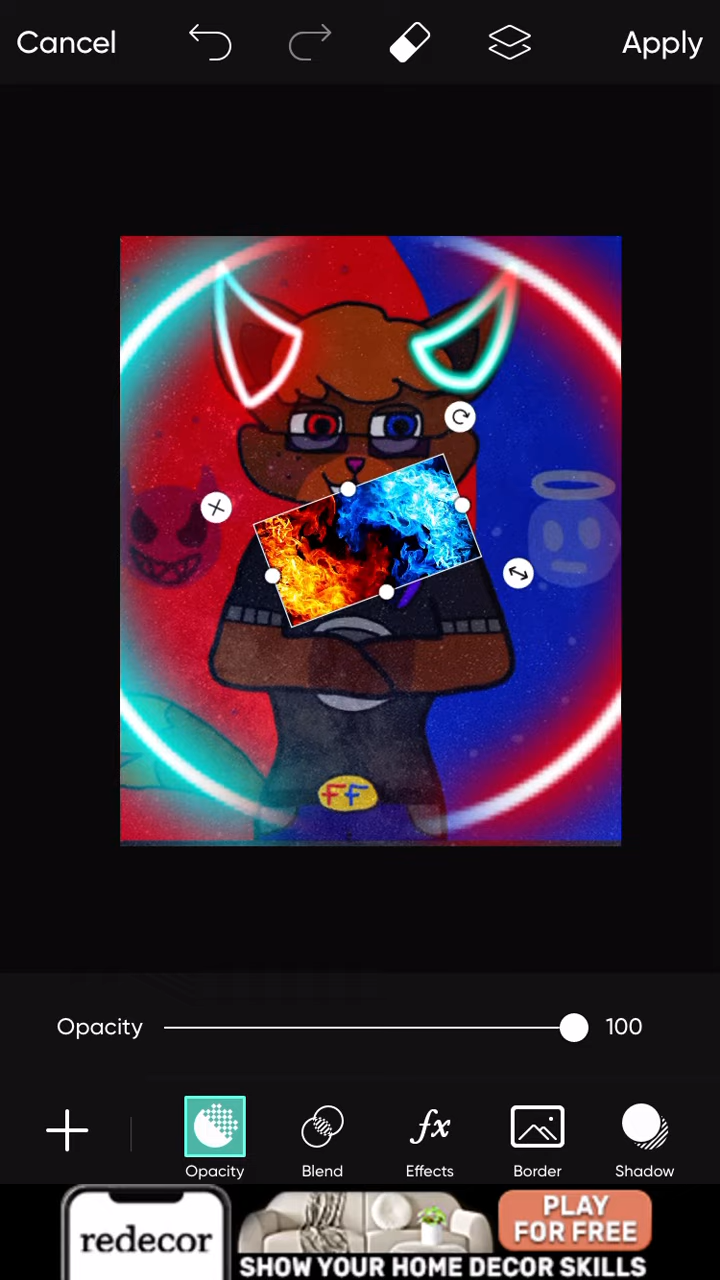 Cancel
Apply
FF
Opacity
100
Opacity
Blend
fx
Effects
Border
Shadow
redecor
PLAY
FOR FREE
SHOW YOUR HOME DECOR SKILLS